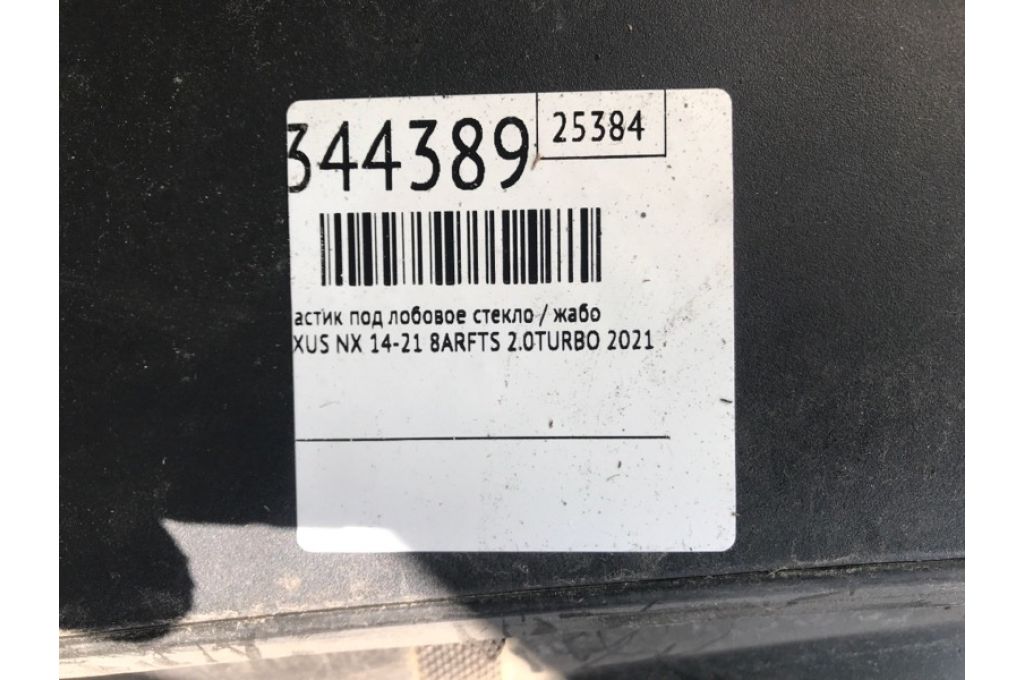 344389
25384
астик под лобовое стекло / жабо
XUS NX 14-21 8ARFTS 2.0TURBO 2021